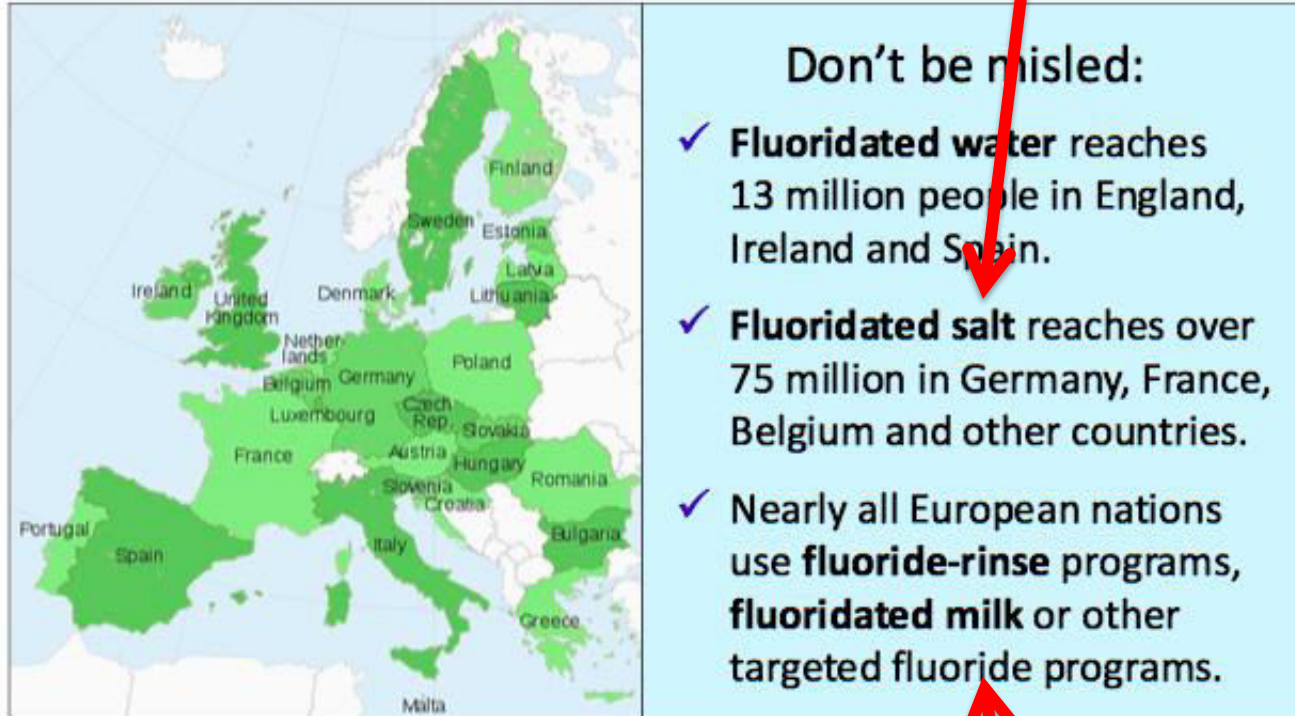 Finland
Sweden
Estonia
Latvia
Lithuania
Denmark
Ireland
United
Kingdom
Nether-
lands
Poland
Belgium
Germany
Luxembourg
Czech
Rep.
Slovakia
France
Austria
Hungary
Slovenia
Romania
Croatia
Portugal
Spain
Italy
Bulgaria
Greece
Malta
Don't be misled:
✓ Fluoridated water reaches
13 million people in England,
Ireland and Spain.
✓ Fluoridated salt reaches over
75 million in Germany, France,
Belgium and other countries.
✓ Nearly all European nations
use fluoride-rinse programs,
fluoridated milk or other
targeted fluoride programs.